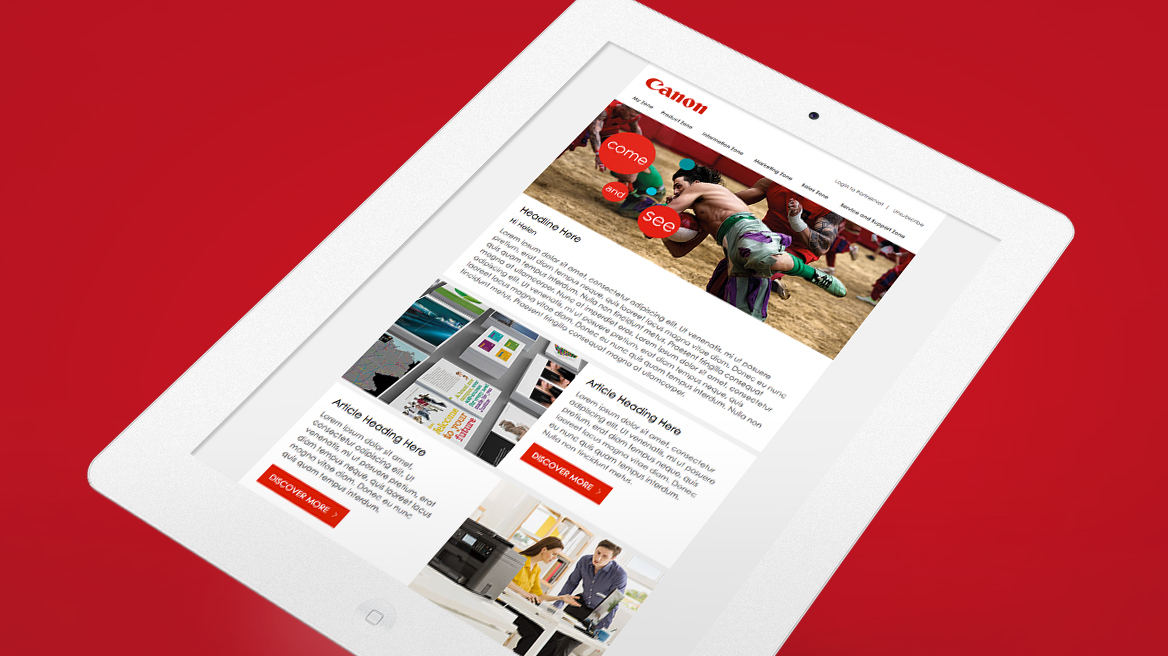 Canon
My Zone Product Zone Information Zone Marketing Zone Sales Zone Service and Support Zone
Login to Partnernet | Unsubscribe
come
and
see
Headline Here
Hi Helen
Lorem ipsum dolor sit amet, consectetur adipiscing elit. Ut venenatis, mi ut posuere
pretium, erat diam tempus neque, quis laoreet lacus magna vitae diam. Donec eu nunc
quis quam tempus interdum. Nulla non tincidunt metus. Praesent fringilla consequat
magna at ullamcorper. Nunc at imperdiet eros. Lorem ipsum dolor sit amet, consectetur
adipiscing elit. Ut venenatis, mi ut posuere pretium, erat diam tempus neque, quis
laoreet lacus magna vitae diam. Donec eu nunc quis quam tempus interdum. Nulla non
tincidunt metus. Praesent fringilla consequat magna at ullamcorper.
welcome
to your
future
Article Heading Here
Lorem ipsum dolor sit amet,
consectetur adipiscing elit. Ut
venenatis, mi ut posuere pretium, erat
diam tempus neque, quis laoreet lacus
magna vitae diam. Donec eu nunc
quis quam tempus interdum.
DISCOVER MORE >
Article Heading Here
Lorem ipsum dolor sit amet, consectetur
adipiscing elit. Ut venenatis, mi ut posuere
pretium, erat diam tempus neque, quis
laoreet lacus magna vitae diam. Donec
eu nunc quis quam tempus interdum.
Nulla non tincidunt metus.
DISCOVER MORE >